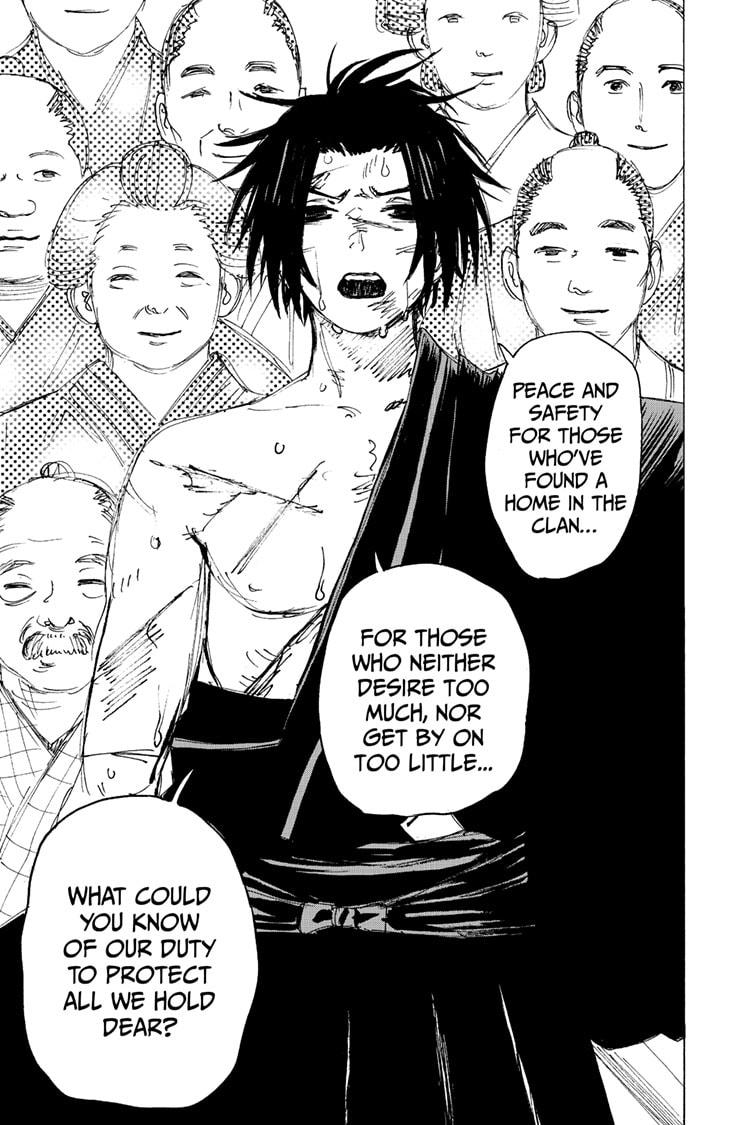 PEACE AND
SAFETY
FOR THOSE
WHO'VE
FOUND A
HOME IN THE
CLAN...
FOR THOSE
WHO NEITHER
DESIRE TOO
MUCH, NOR
GET BY ON
TOO LITTLE...
WHAT COULD
YOU KNOW
OF OUR DUTY
TO PROTECT
ALL WE HOLD
DEAR?